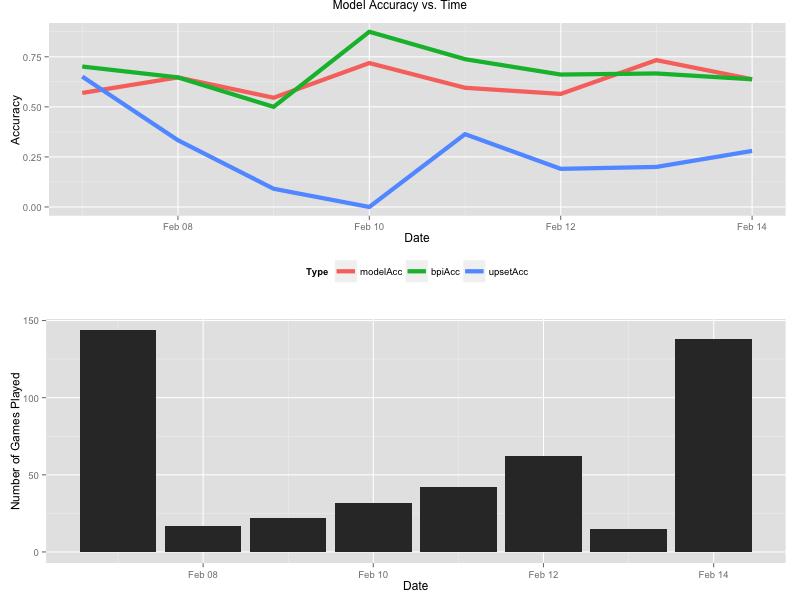 Model Accuracy vs. Time
Accuracy
0.75
0.50
0.25
0.00
Feb 08 Feb 10 Feb 12 Feb 14
Date
Type modelAcc bpiAcc upsetAcc
Number of Games Played
150
100
50
0
Feb 08 Feb 10 Feb 12 Feb 14
Date